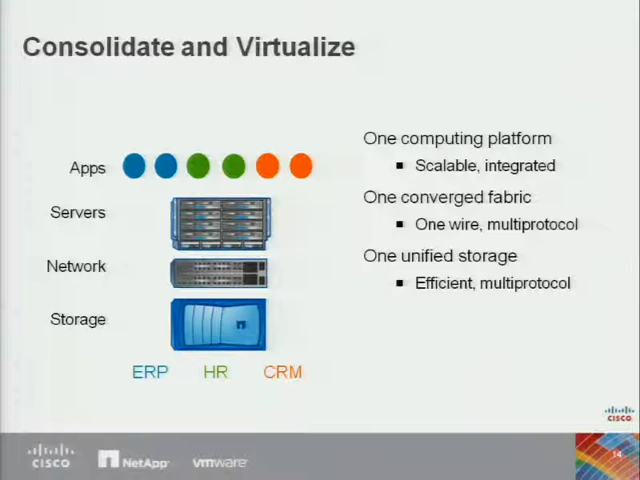 Consolidate and Virtualize
Apps
Servers
Network
Storage
ERP HR CRM
One computing platform
■ Scalable, integrated
One converged fabric
■ One wire, multiprotocol
One unified storage
■ Efficient, multiprotocol
CISCO
CISCO NetApp vmware
14